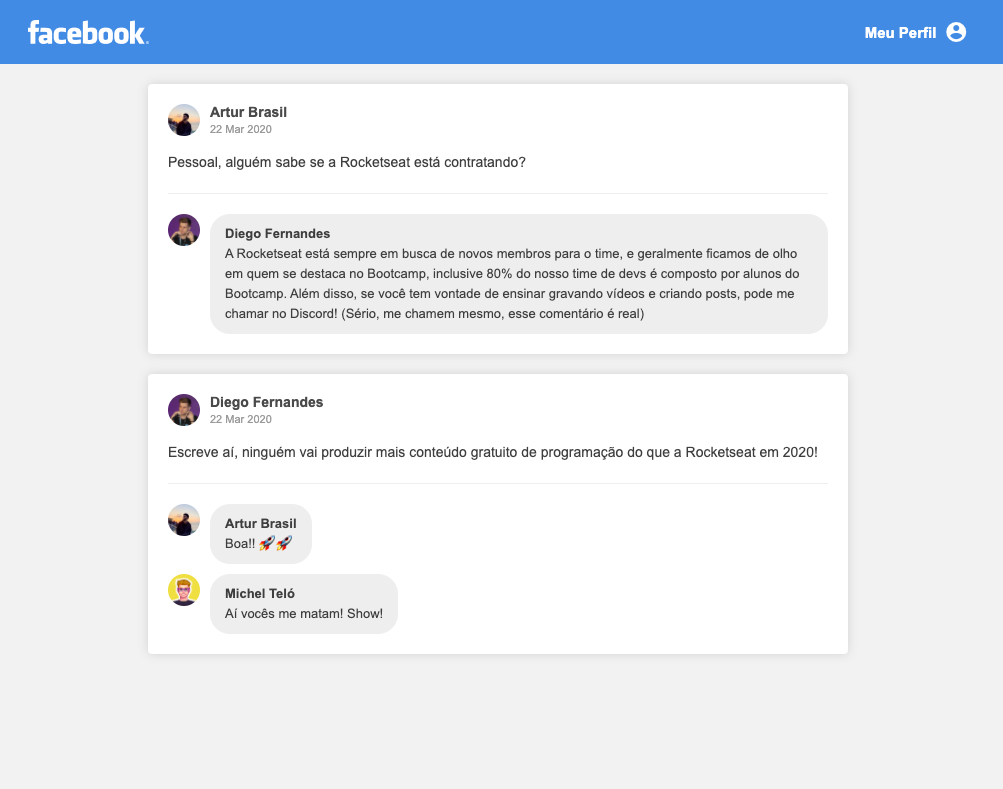 facebook.
Meu Perfil
Artur Brasil
22 Mar 2020
Pessoal, alguém sabe se a Rocketseat está contratando?
Diego Fernandes
A Rocketseat está sempre em busca de novos membros para o time, e geralmente ficamos de olho
em quem se destaca no Bootcamp, inclusive 80% do nosso time de devs é composto por alunos do
Bootcamp. Além disso, se você tem vontade de ensinar gravando vídeos e criando posts, pode me
chamar no Discord! (Sério, me chamem mesmo, esse comentário é real)
Diego Fernandes
22 Mar 2020
Escreve aí, ninguém vai produzir mais conteúdo gratuito de programação do que a Rocketseat em 2020!
Artur Brasil
Boa!! 🚀🚀
Michel Teló
Aí vocês me matam! Show!